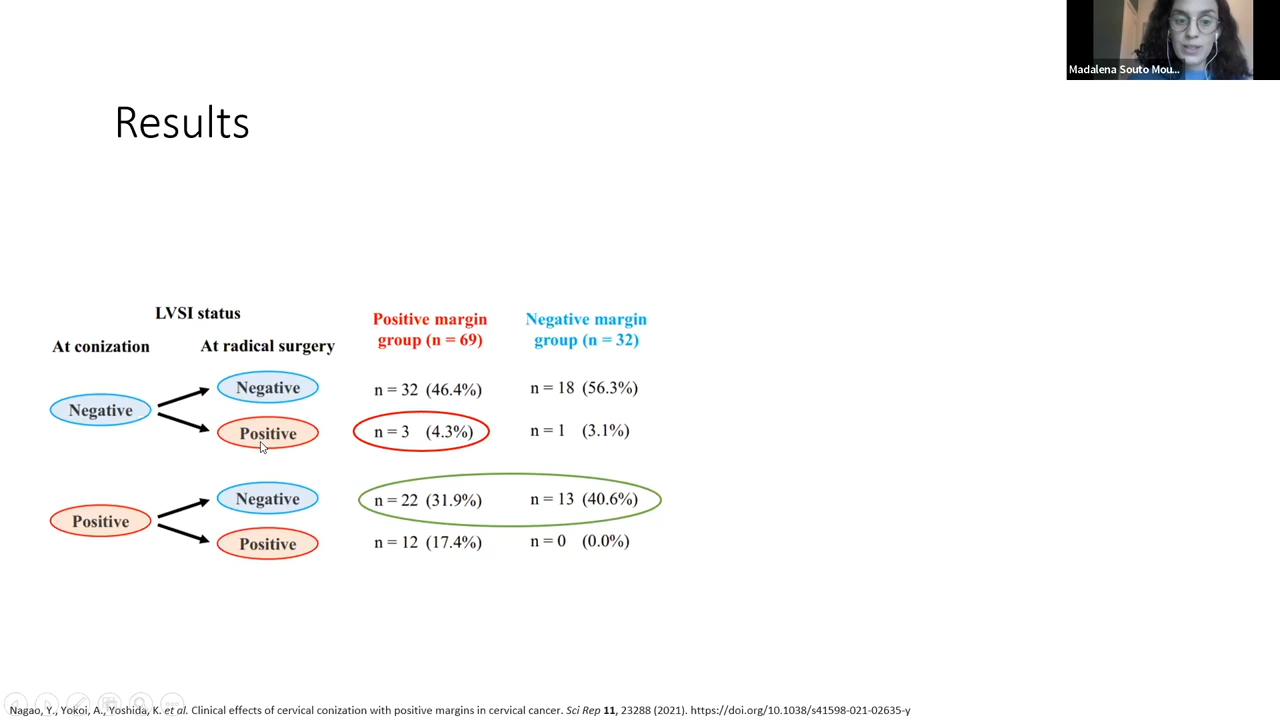 Madalena Souto Mou...
Results
LVSI status
At conization
At radical surgery
Positive margin
group (n = 69)
Negative margin
group (n = 32)
Negative
Negative
n = 32 (46.4%)
n = 18 (56.3%)
Positive
n = 3 (4.3%)
n = 1 (3.1%)
Positive
Negative
n = 22 (31.9%)
n = 13 (40.6%)
Positive
n = 12 (17.4%)
n = 0 (0.0%)
Nagao, Y., Yokoi, A., Yoshida, K. et al. Clinical effects of cervical conization with positive margins in cervical cancer. Sci Rep 11, 23288 (2021). https://doi.org/10.1038/s41598-021-02635-y